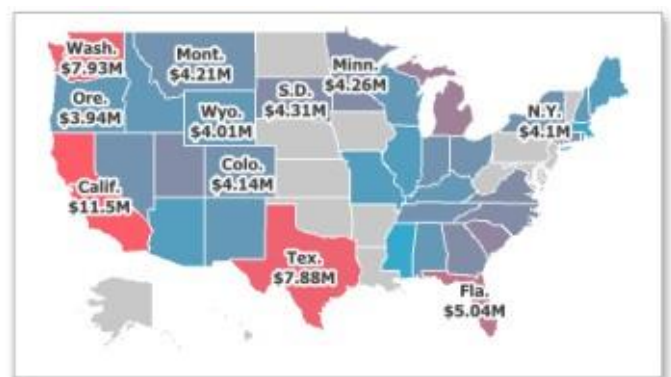 Wash.
$7.93M
Mont.
$4.21M
Minn.
$4.26M
Ore.
$3.94M
Wyo.
$4.01M
S.D.
$4.31M
N.Y.
$4.1M
Colo.
$4.14M
Calif.
$11.5M
Tex.
$7.88M
Fla.
$5.04M